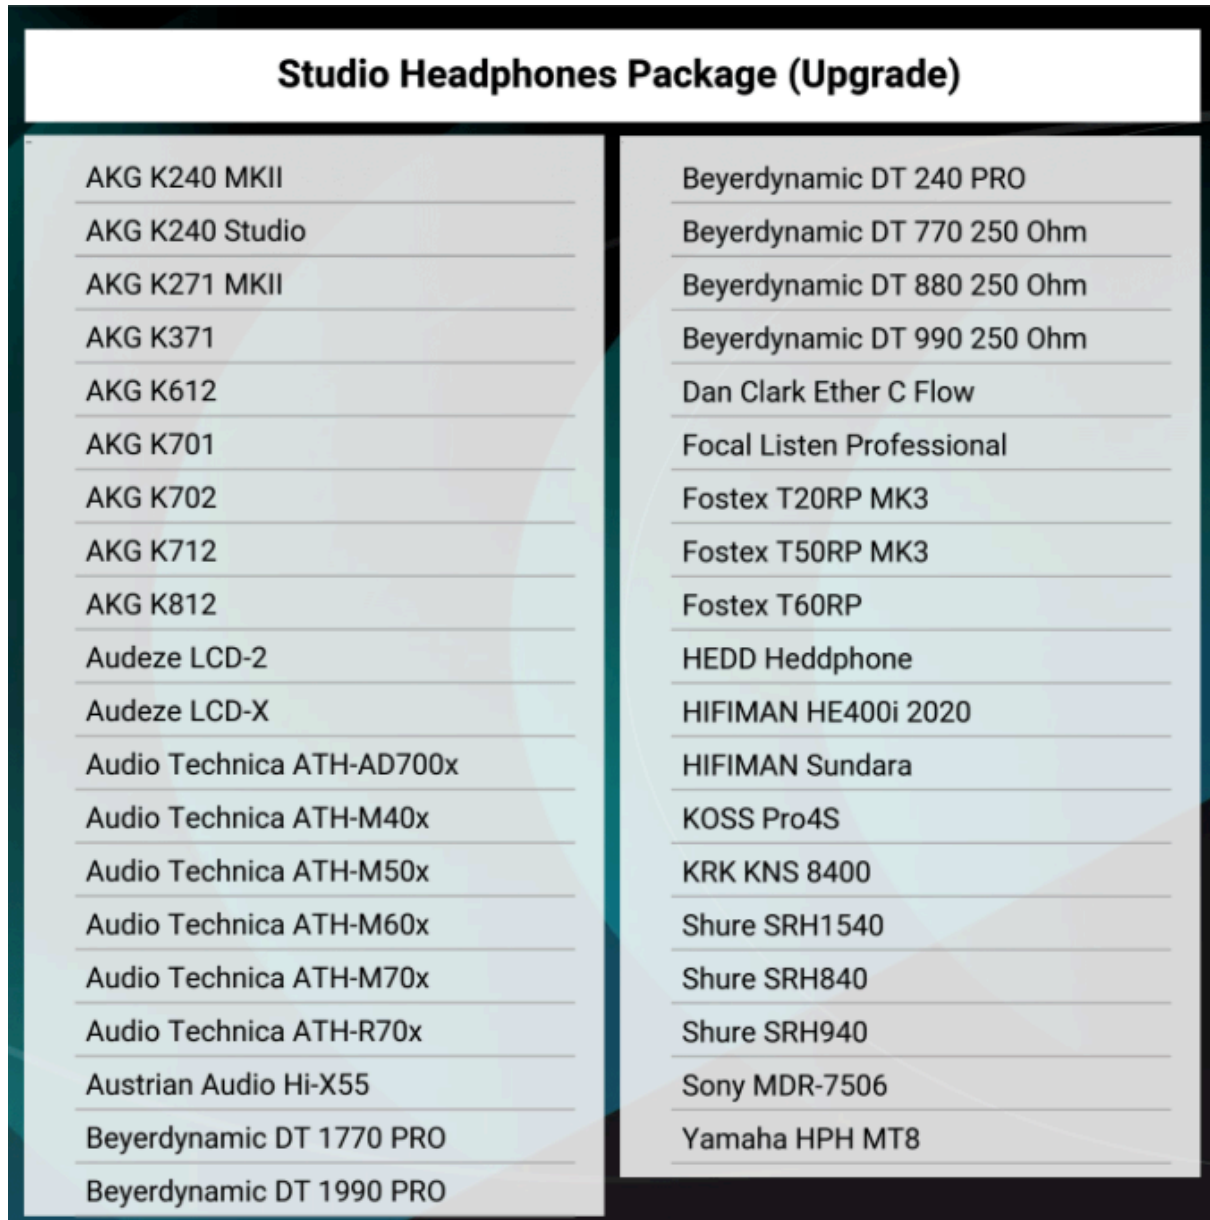 Studio Headphones Package (Upgrade)
AKG K240 MKII
AKG K240 Studio
AKG K271 MKII
AKG K371
AKG K612
AKG K701
AKG K702
AKG K712
AKG K812
Audeze LCD-2
Audeze LCD-X
Audio Technica ATH-AD700x
Audio Technica ATH-M40x
Audio Technica ATH-M50x
Audio Technica ATH-M60x
Audio Technica ATH-M70x
Audio Technica ATH-R70x
Austrian Audio Hi-X55
Beyerdynamic DT 1770 PRO
Beyerdynamic DT 1990 PRO
Beyerdynamic DT 240 PRO
Beyerdynamic DT 770 250 Ohm
Beyerdynamic DT 880 250 Ohm
Beyerdynamic DT 990 250 Ohm
Dan Clark Ether C Flow
Focal Listen Professional
Fostex T20RP MK3
Fostex T50RP MK3
Fostex T60RP
HEDD Heddphone
HIFIMAN HE400i 2020
HIFIMAN Sundara
KOSS Pro4S
KRK KNS 8400
Shure SRH1540
Shure SRH840
Shure SRH940
Sony MDR-7506
Yamaha HPH MT8